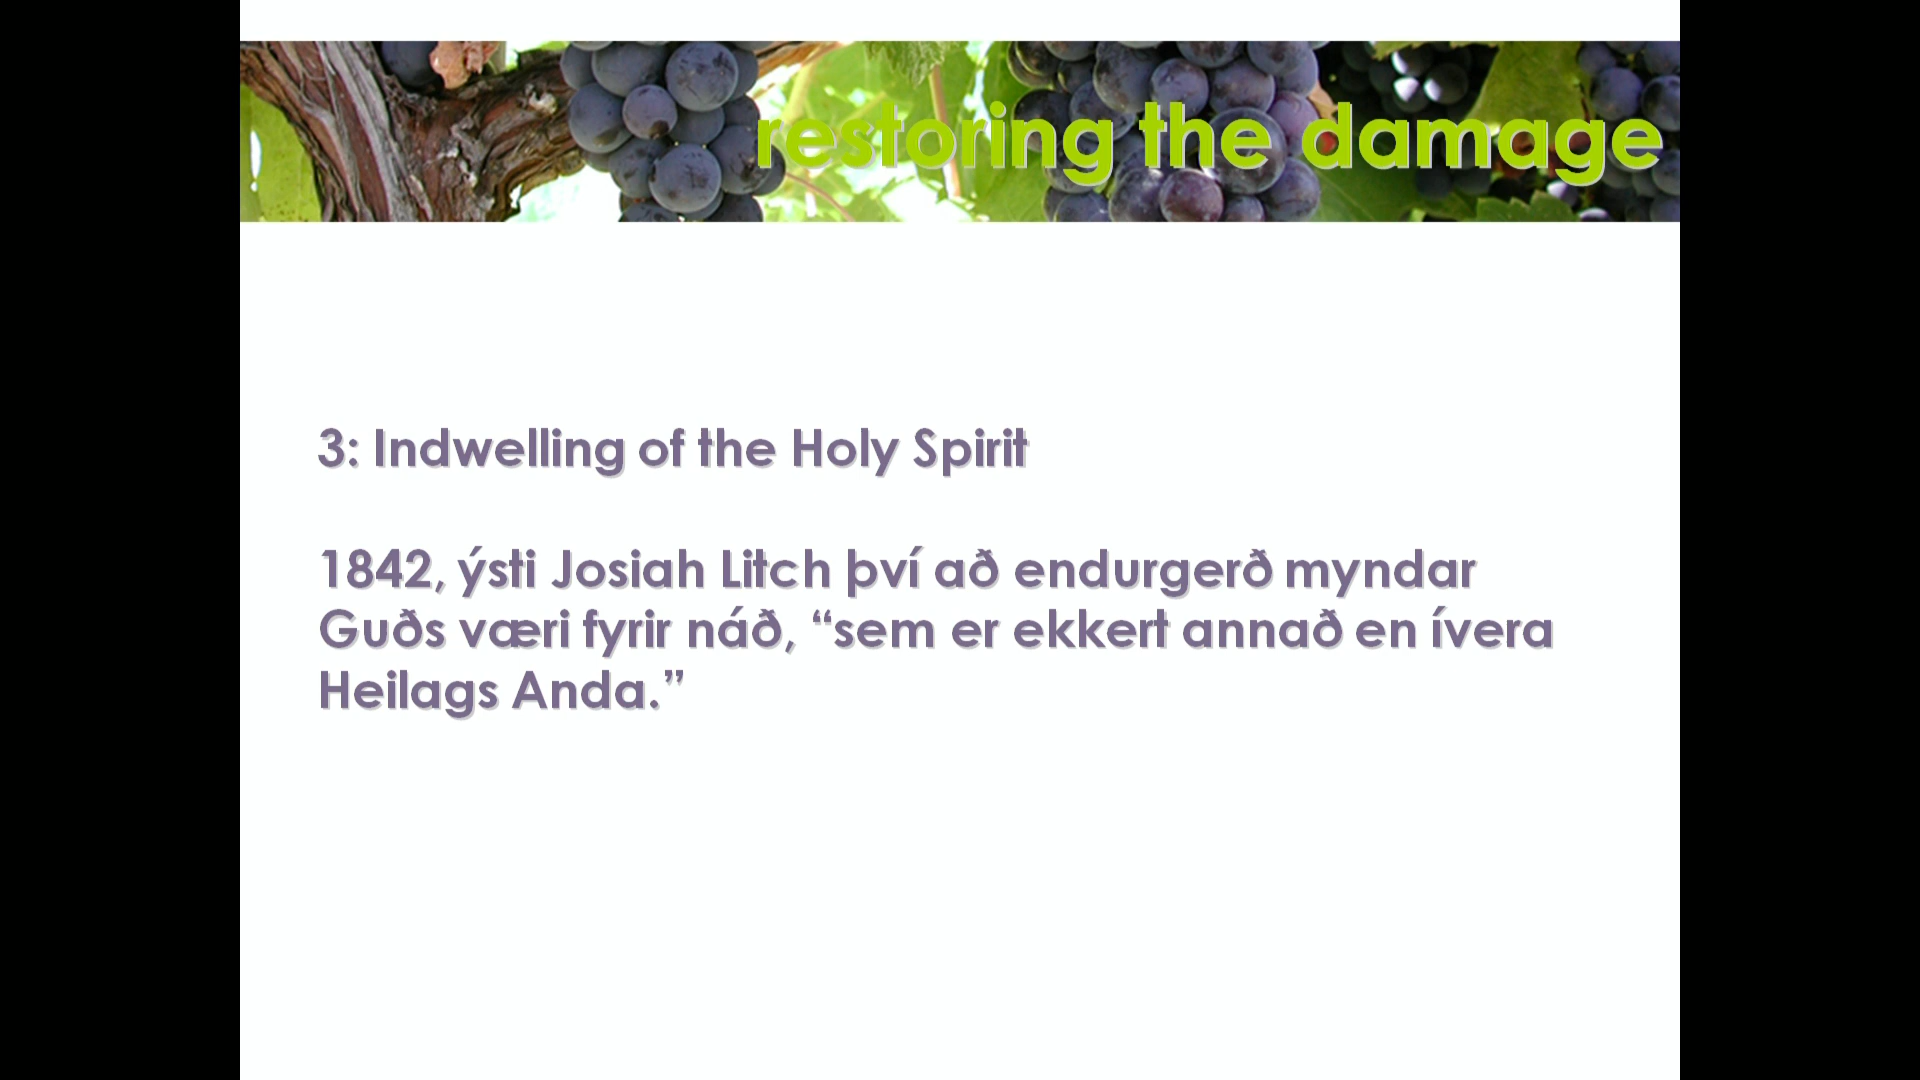 restoring the damage
3: Indwelling of the Holy Spirit
1842, ýsti Josiah Litch því að endurgerð myndar
Guðs væri fyrir náð, “sem er ekkert annað en ívera
Heilags Anda.”